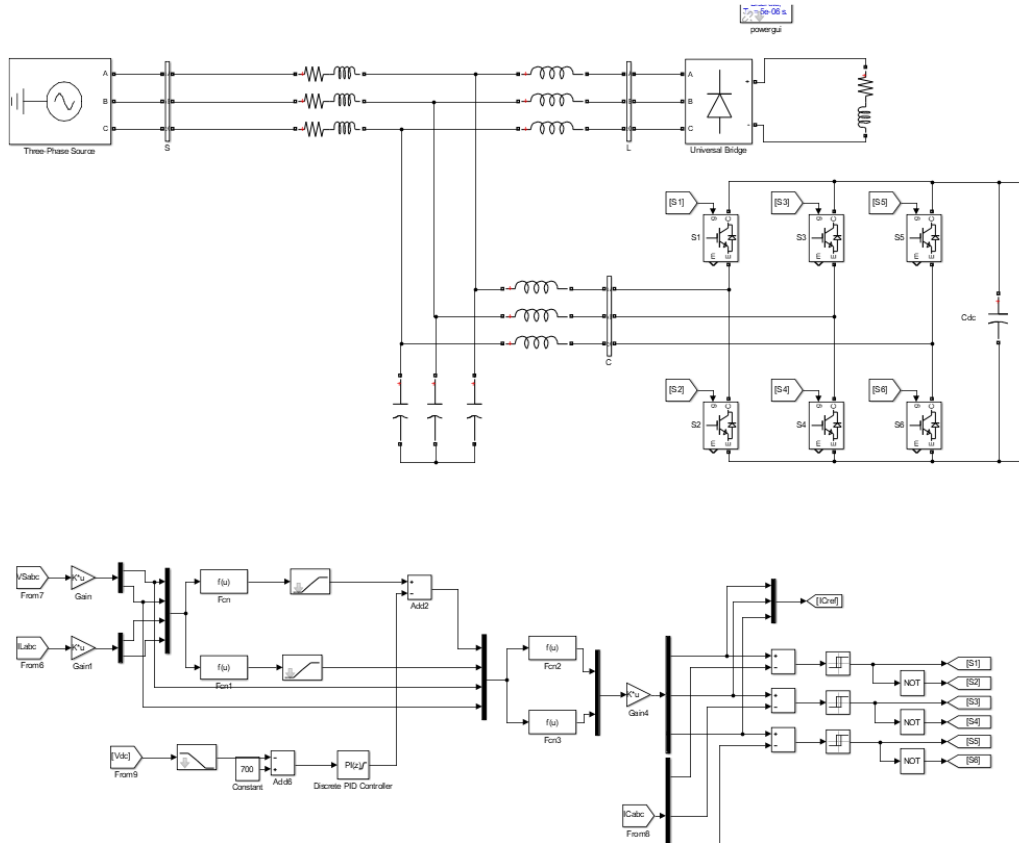 powergui
A
B
C
Three-Phase Source
S
L
A
B
C
+
-
Universal Bridge
[S1]
[S3]
[S5]
g
C
S1
E
E
g
C
S3
E
E
g
C
S5
E
E
C
Cdc
[S2]
[S4]
[S6]
g
C
S2
E
E
g
C
S4
E
E
g
C
S6
E
E
VSabc
From7
K*u
Gain
ILabc
From6
K*u
Gain1
f(u)
Fcn
f(u)
Fcn1
+
-
Add2
[Vdc]
From9
700
Constant
-
+
Add6
PI(z)
Discrete PID Controller
f(u)
Fcn2
f(u)
Fcn3
K*u
Gain4
[ICref]
+
-
+
-
+
-
NOT
NOT
NOT
[S1]
[S2]
[S3]
[S4]
[S5]
[S6]
ICabc
From8